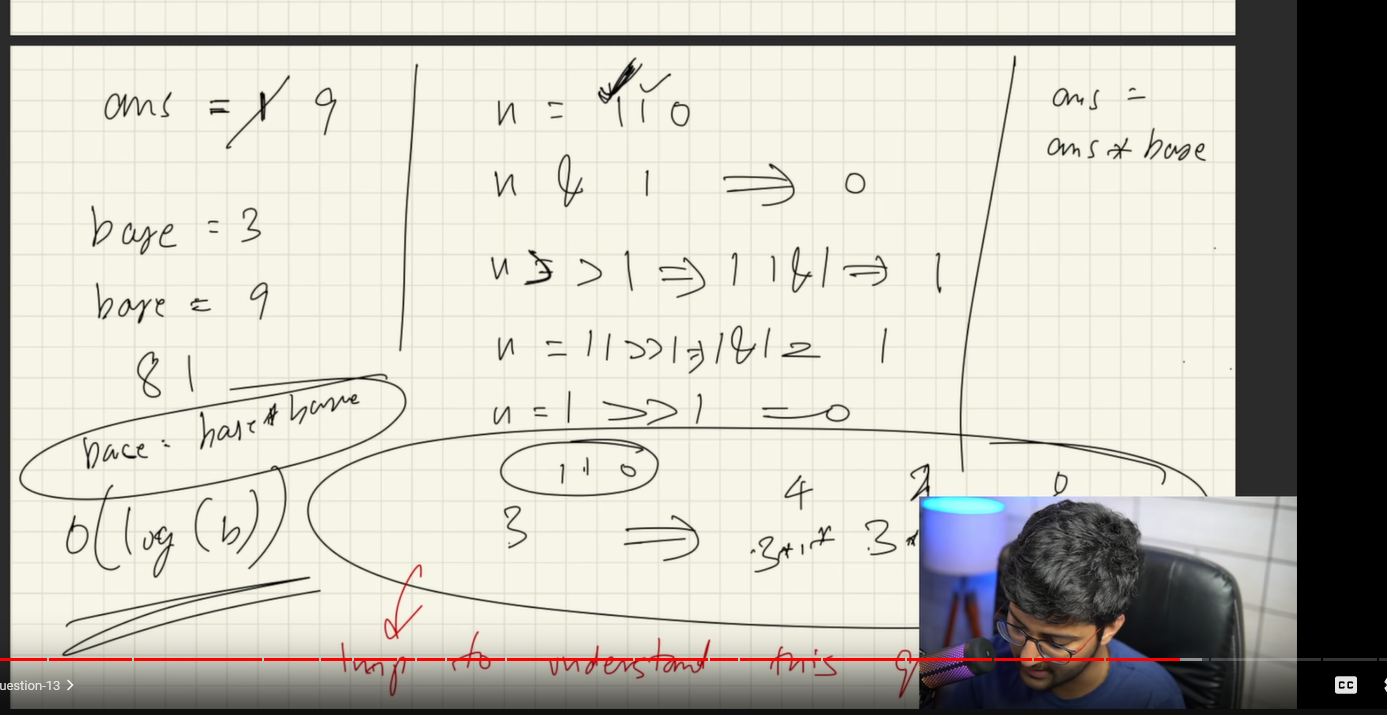 ans = 1 9
base = 3
base = 9
81
base = base * base
O(log(b))
n = 110
n & 1 ⇒ 0
n >> 1 ⇒ 11 & 1 ⇒ 1
n = 11 >> 1 ⇒ 1 & 1 = 1
n = 1 >> 1 = 0
110
4 2 0
3 ⇒ 3 * 1 * 3 *
ans =
ans * base
Imp to understand this
uestion-13 >
CC